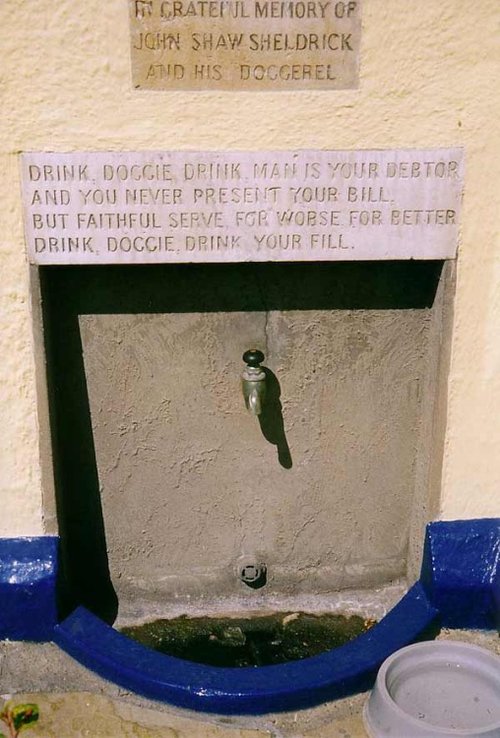 IN GRATEFUL MEMORY OF
JOHN SHAW SHELDRICK
AND HIS DOGGEREL
DRINK, DOGGIE, DRINK. MAN IS YOUR DEBTOR
AND YOU NEVER PRESENT YOUR BILL,
BUT FAITHFUL SERVE, FOR WORSE FOR BETTER
DRINK, DOGGIE, DRINK YOUR FILL.